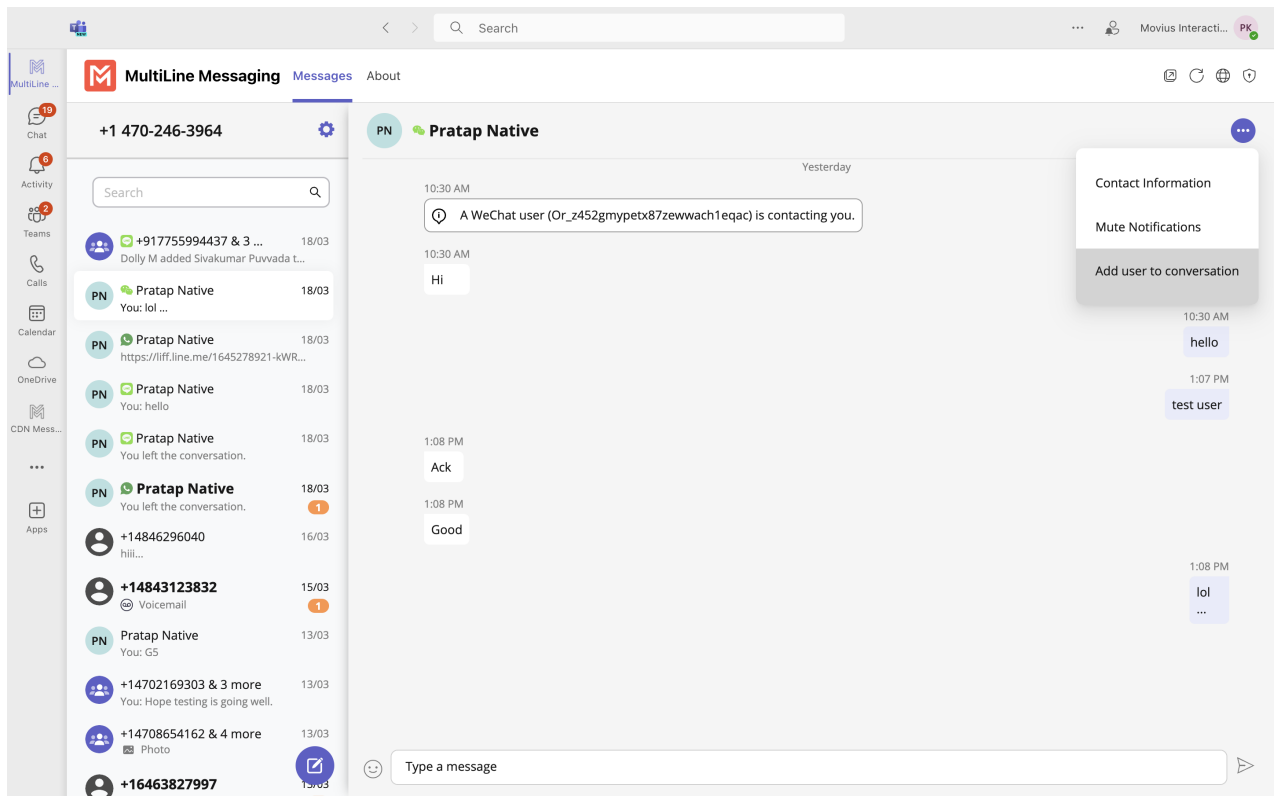 Search
Movius Interacti...
PK
MultiLine ...
19
Chat
6
Activity
2
Teams
Calls
Calendar
OneDrive
CDN Mess...
Apps
MultiLine Messaging
Messages
About
+1 470-246-3964
Search
+917755994437 & 3 ...
18/03
Dolly M added Sivakumar Puvvada t...
PN
Pratap Native
18/03
You: lol ...
PN
Pratap Native
18/03
https://liff.line.me/1645278921-kWR...
PN
Pratap Native
18/03
You: hello
PN
Pratap Native
18/03
You left the conversation.
PN
Pratap Native
18/03
You left the conversation.
1
+14846296040
16/03
hiii...
+14843123832
15/03
Voicemail
1
PN
Pratap Native
13/03
You: G5
+14702169303 & 3 more
13/03
You: Hope testing is going well.
+14708654162 & 4 more
13/03
Photo
+16463827997
13/03
PN
Pratap Native
Yesterday
10:30 AM
A WeChat user (Or_z452gmypetx87zewwach1eqac) is contacting you.
10:30 AM
Hi
Contact Information
Mute Notifications
Add user to conversation
10:30 AM
hello
1:07 PM
test user
1:08 PM
Ack
1:08 PM
Good
1:08 PM
lol
...
Type a message